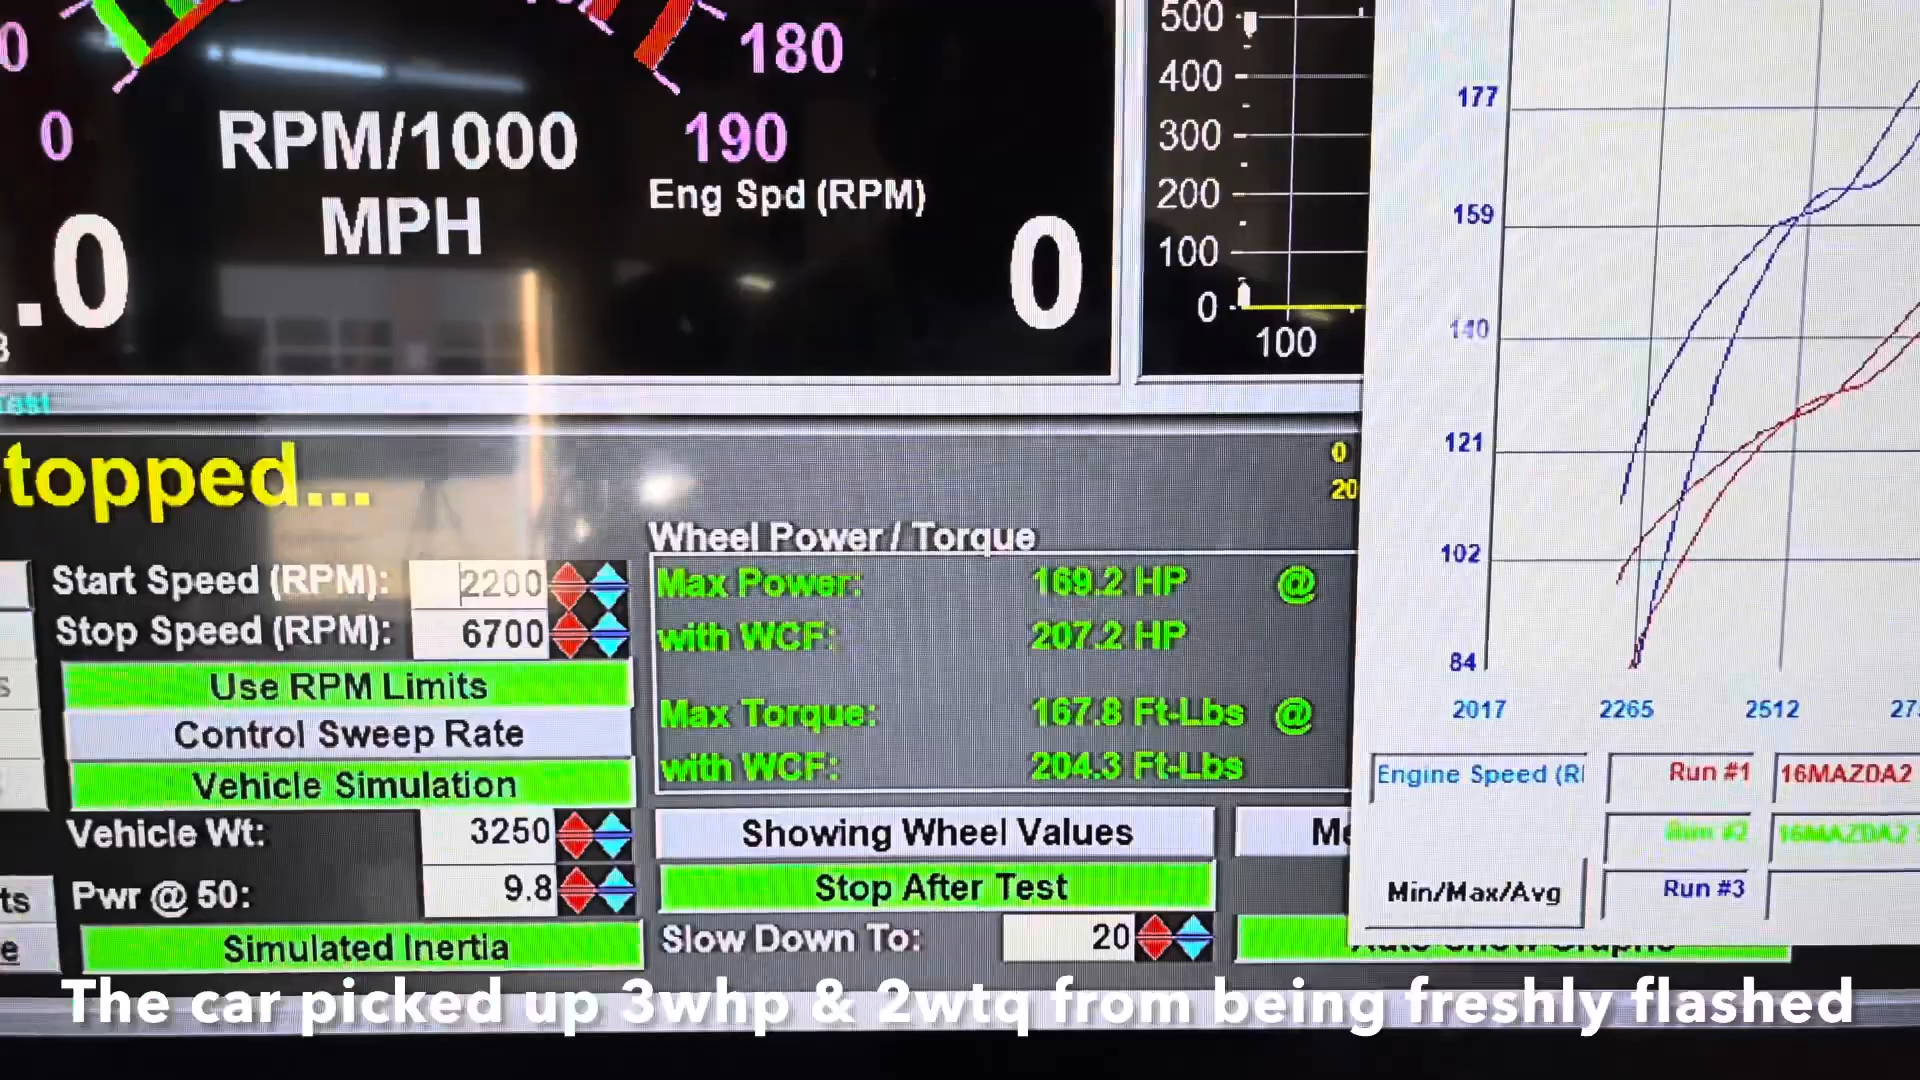 180
0
RPM/1000
190
MPH
Eng Spd (RPM)
.0
0
500
400
300
200
100
0
100
177
159
140
121
102
84
2017
2265
2512
topped...
0
20
Wheel Power / Torque
Start Speed (RPM):
2200
Max Power:
169.2 HP
@
Stop Speed (RPM):
6700
with WCF:
207.2 HP
Use RPM Limits
Control Sweep Rate
Max Torque:
167.8 Ft-Lbs
@
Vehicle Simulation
with WCF:
204.3 Ft-Lbs
Vehicle Wt:
3250
Showing Wheel Values
Pwr @ 50:
9.8
Stop After Test
Simulated Inertia
Slow Down To:
20
Engine Speed (R
Run #1
16MAZDA2
Run #2
16MAZDA2
Min/Max/Avg
Run #3
The car picked up 3whp & 2wtq from being freshly flashed